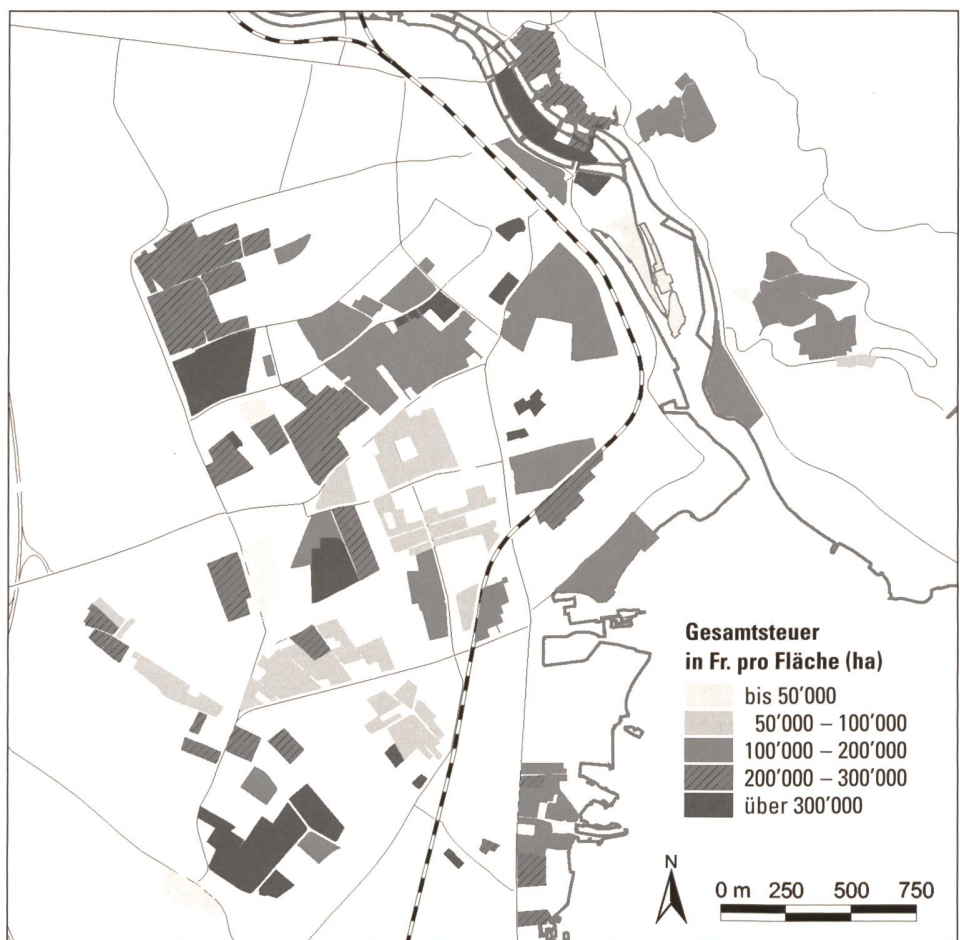 Gesamtsteuer
in Fr. pro Fläche (ha)
bis 50’000
50’000 – 100’000
100’000 – 200’000
200’000 – 300’000
über 300’000
N
0 m 250 500 750